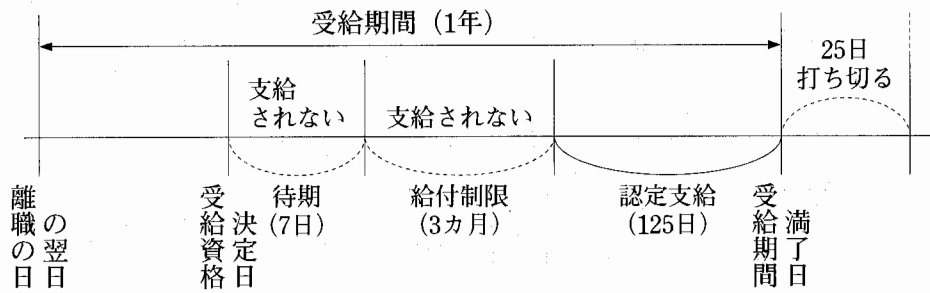 受給期間（1年）
25日
打ち切る
支給
されない
支給されない
待期
(7日)
給付制限
(3カ月)
認定支給
(125日)
離職の日
の翌日
受給資格
決定日
受給期間
満了日